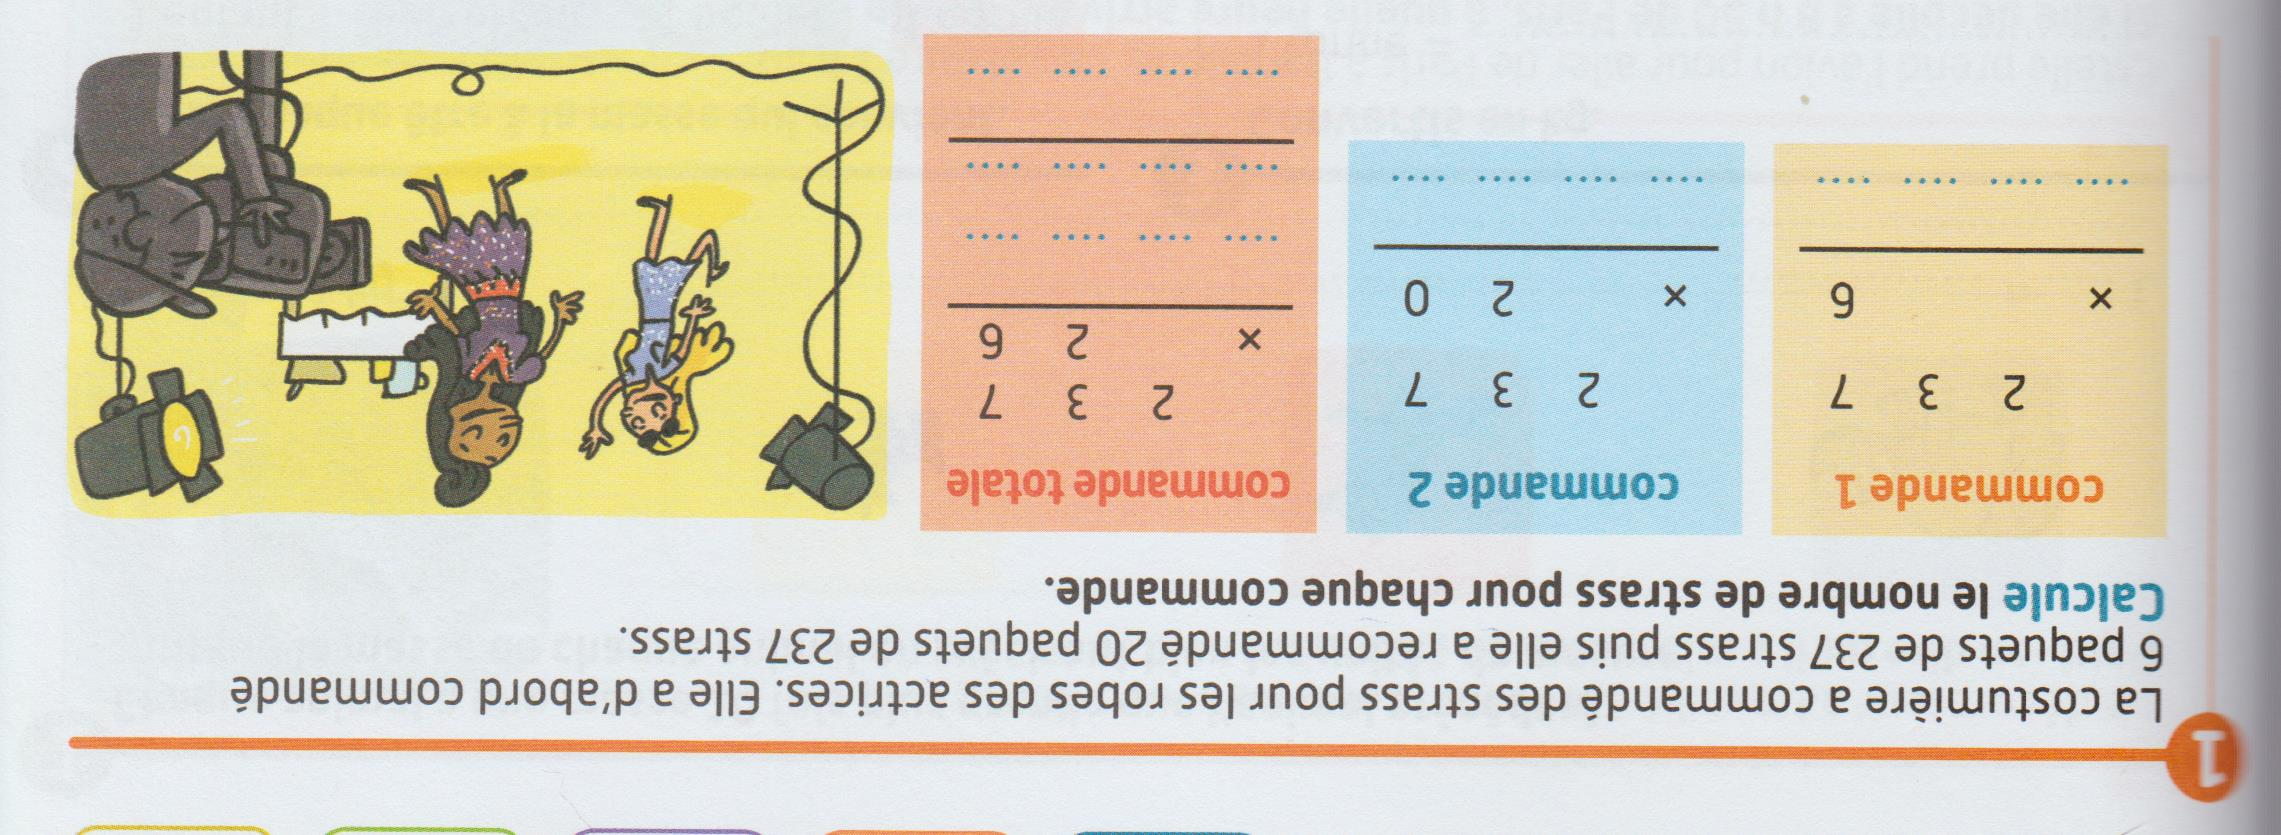 1
La costumière a commandé des strass pour les robes des actrices. Elle a d'abord commandé
6 paquets de 237 strass puis elle a recommandé 20 paquets de 237 strass.
Calcule le nombre de strass pour chaque commande.
commande 1
2 3 7
× 6
.... .... .... ....
commande 2
2 3 7
× 2 0
.... .... .... ....
commande totale
2 3 7
× 2 6
.... .... .... ....
.... .... .... ....
.... .... .... ....